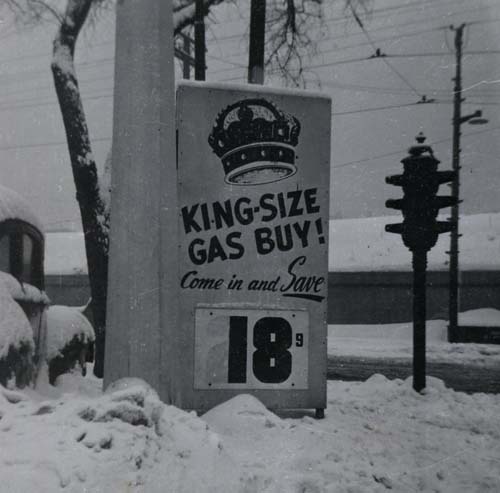 KING-SIZE
GAS BUY!
Come in and Save
18 9